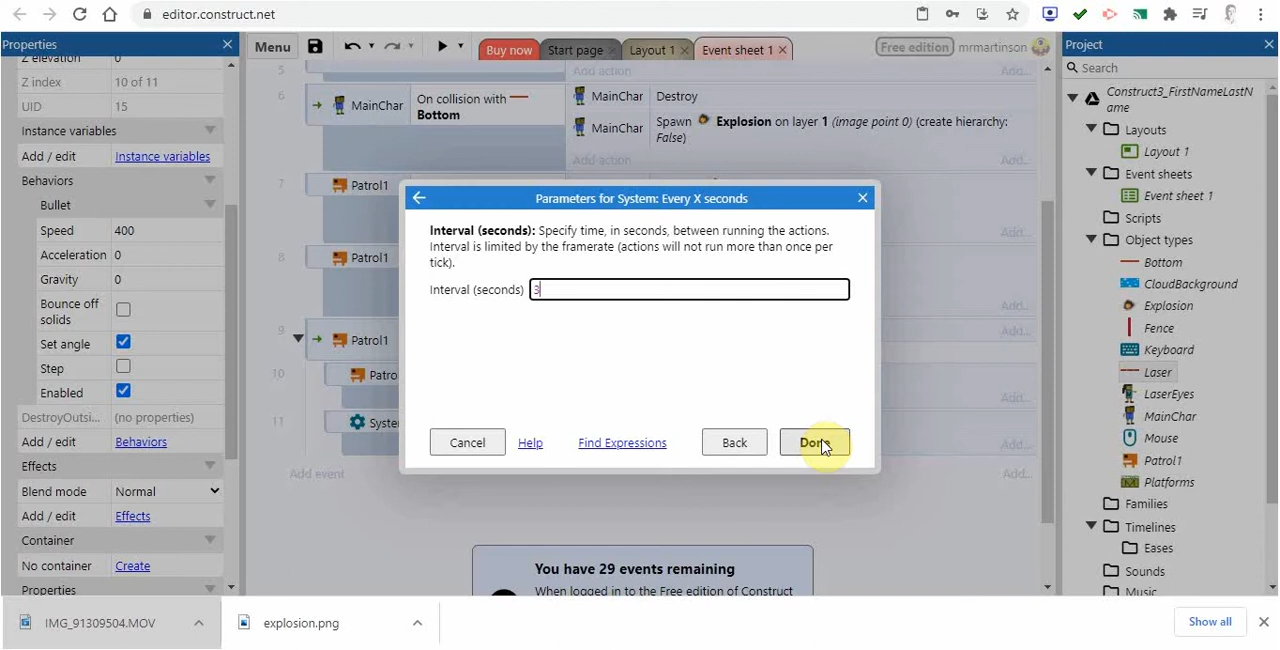 editor.construct.net
Properties
Menu
Buy now
Start page
Layout 1
Event sheet 1
Free edition
mrmartinson
Project
Z elevation
0
Z index
10 of 11
UID
15
Instance variables
Add / edit
Instance variables
Behaviors
Bullet
Speed
400
Acceleration
0
Gravity
0
Bounce off
solids
Set angle
Step
Enabled
DestroyOutsi...
(no properties)
Add / edit
Behaviors
Effects
Blend mode
Normal
Add / edit
Effects
Container
No container
Create
Properties
5
Add action
Add...
6
MainChar
On collision with
Bottom
MainChar
Destroy
MainChar
Spawn
Explosion on layer 1 (image point 0) (create hierarchy:
False)
Add action
Add...
7
Patrol1
Add...
8
Patrol1
Add...
9
Patrol1
Add...
10
Patro
Add...
11
Syste
Add...
Add event
Add...
Parameters for System: Every X seconds
Interval (seconds): Specify time, in seconds, between running the actions.
Interval is limited by the framerate (actions will not run more than once per
tick).
Interval (seconds)
3
Cancel
Help
Find Expressions
Back
Done
You have 29 events remaining
When logged in to the Free edition of Construct
Search
Construct3_FirstNameLastN
ame
Layouts
Layout 1
Event sheets
Event sheet 1
Scripts
Object types
Bottom
CloudBackground
Explosion
Fence
Keyboard
Laser
LaserEyes
MainChar
Mouse
Patrol1
Platforms
Families
Timelines
Eases
Sounds
Music
IMG_91309504.MOV
explosion.png
Show all